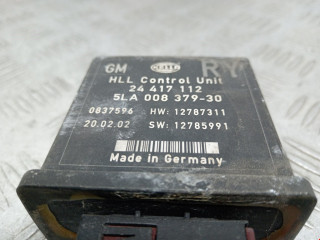 HELLA
GM RY
HLL Control Unit
24 417 112
5LA 008 379-30
0837596 HW: 12787311
20.02.02 SW: 12785991
Made in Germany